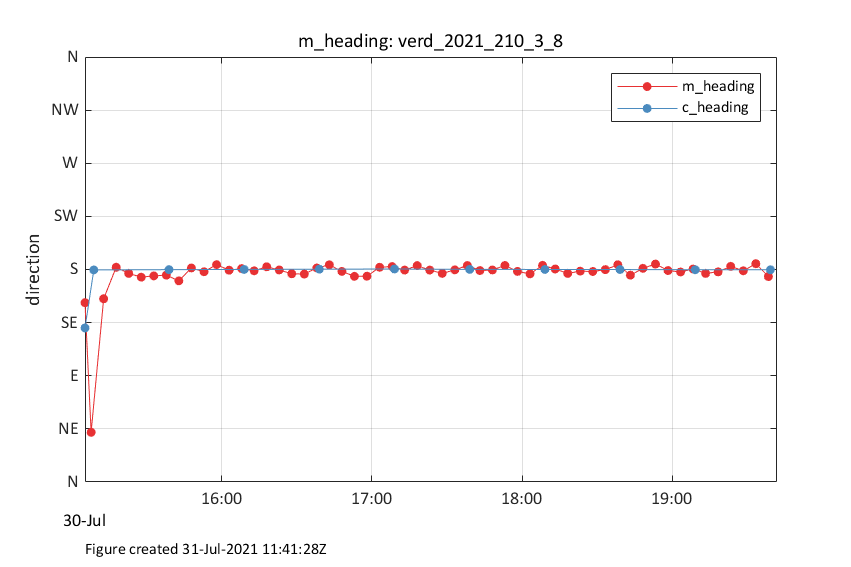 m_heading: verd_2021_210_3_8
N
NW
W
SW
S
SE
E
NE
N
direction
m_heading
c_heading
16:00 17:00 18:00 19:00
30-Jul
Figure created 31-Jul-2021 11:41:28Z